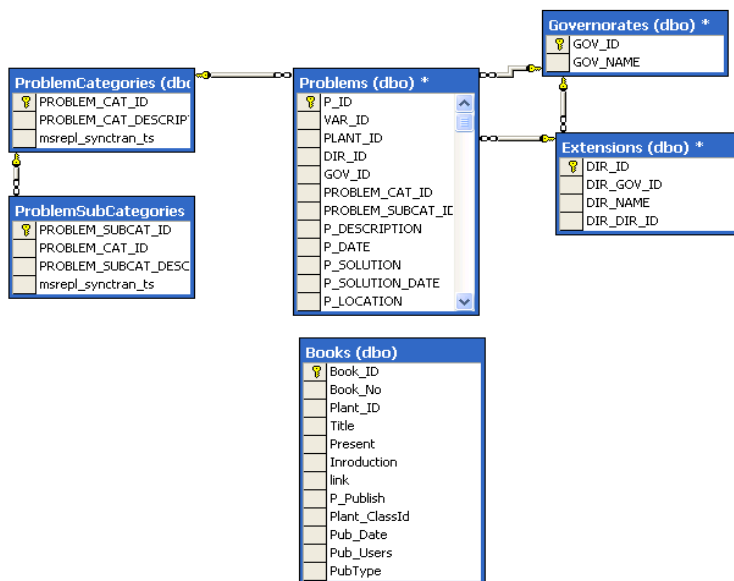 ProblemCategories (dbo
PROBLEM_CAT_ID
PROBLEM_CAT_DESCRIPT
msrepl_synctran_ts
ProblemSubCategories
PROBLEM_SUBCAT_ID
PROBLEM_CAT_ID
PROBLEM_SUBCAT_DESC
msrepl_synctran_ts
Problems (dbo) *
P_ID
VAR_ID
PLANT_ID
DIR_ID
GOV_ID
PROBLEM_CAT_ID
PROBLEM_SUBCAT_ID
P_DESCRIPTION
P_DATE
P_SOLUTION
P_SOLUTION_DATE
P_LOCATION
Governorates (dbo) *
GOV_ID
GOV_NAME
Extensions (dbo) *
DIR_ID
DIR_GOV_ID
DIR_NAME
DIR_DIR_ID
Books (dbo)
Book_ID
Book_No
Plant_ID
Title
Present
Inroduction
link
P_Publish
Plant_ClassId
Pub_Date
Pub_Users
PubType